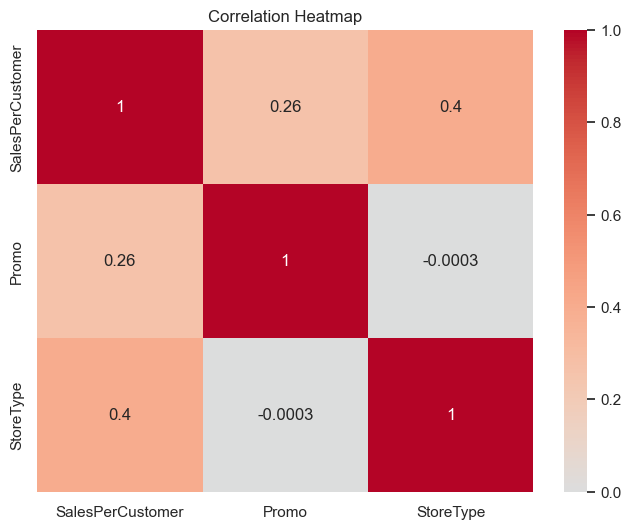 Correlation Heatmap
SalesPerCustomer
1
0.26
0.4
Promo
0.26
1
-0.0003
StoreType
0.4
-0.0003
1
SalesPerCustomer
Promo
StoreType
1.0
0.8
0.6
0.4
0.2
0.0